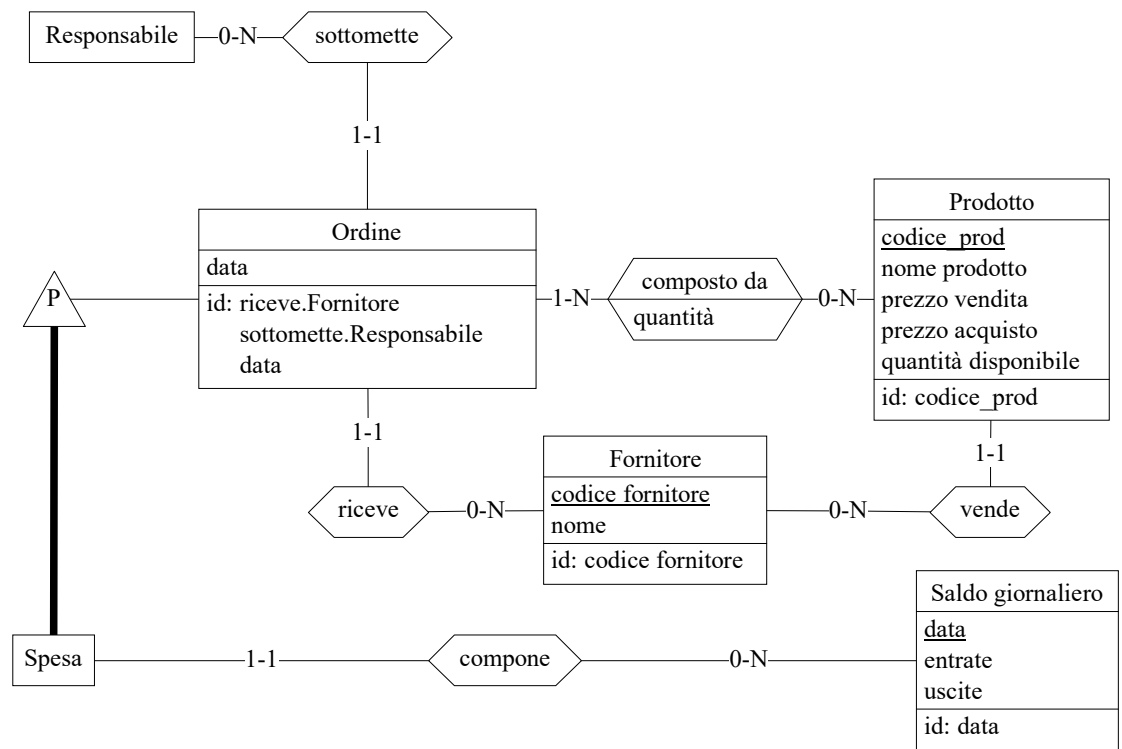 Responsabile
0-N
sottomette
1-1
Ordine
data
id: riceve.Fornitore
sottomette.Responsabile
data
P
1-N
composto da
quantità
0-N
Prodotto
codice_prod
nome prodotto
prezzo vendita
prezzo acquisto
quantità disponibile
id: codice_prod
1-1
riceve
0-N
Fornitore
codice fornitore
nome
id: codice fornitore
0-N
vende
1-1
Spesa
1-1
compone
0-N
Saldo giornaliero
data
entrate
uscite
id: data